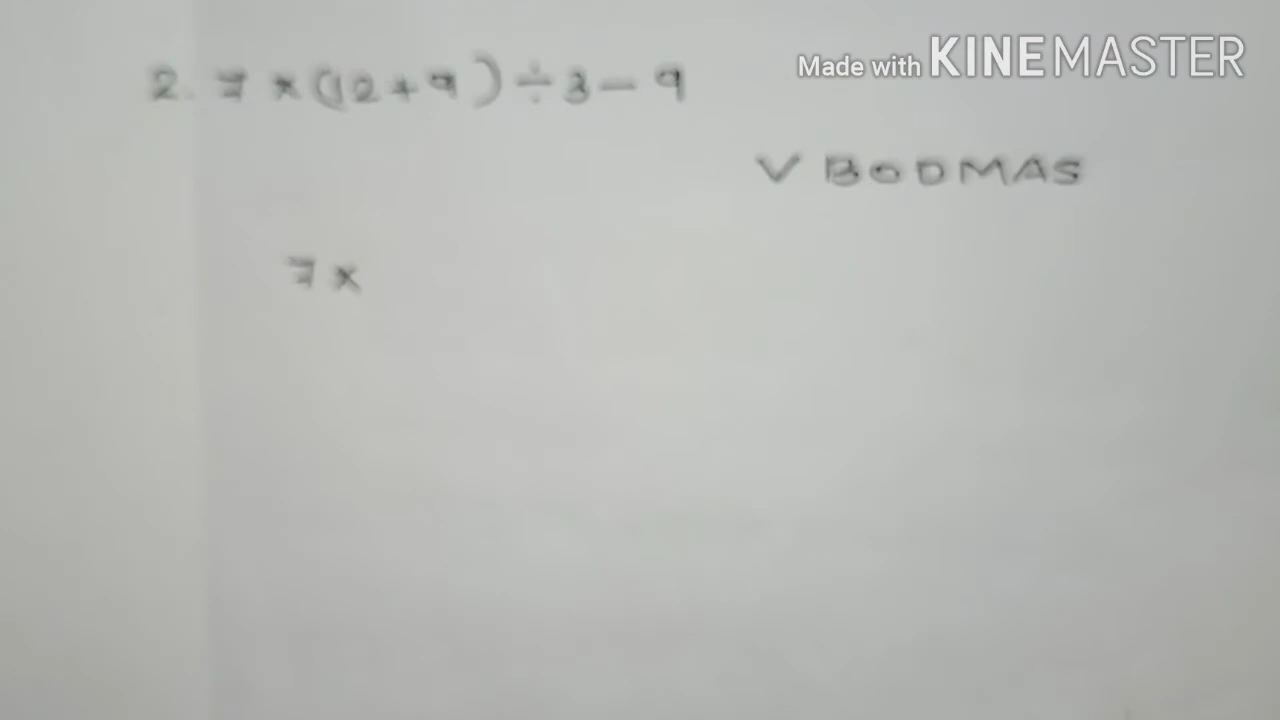 Made with KINEMASTER
2. 7 × (12 + 9) ÷ 3 − 9
V BODMAS
7 ×